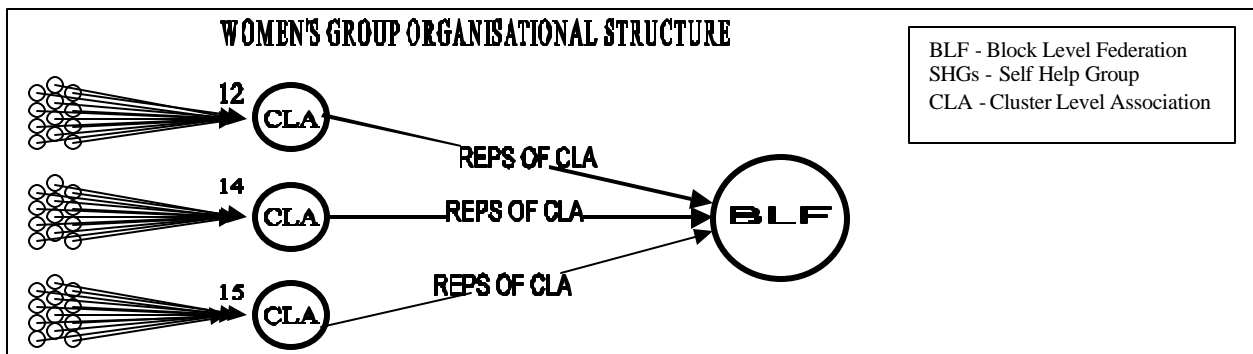 WOMEN'S GROUP ORGANISATIONAL STRUCTURE
BLF - Block Level Federation
SHGs - Self Help Group
CLA - Cluster Level Association
12
CLA
REPS OF CLA
14
CLA
REPS OF CLA
BLF
15
CLA
REPS OF CLA